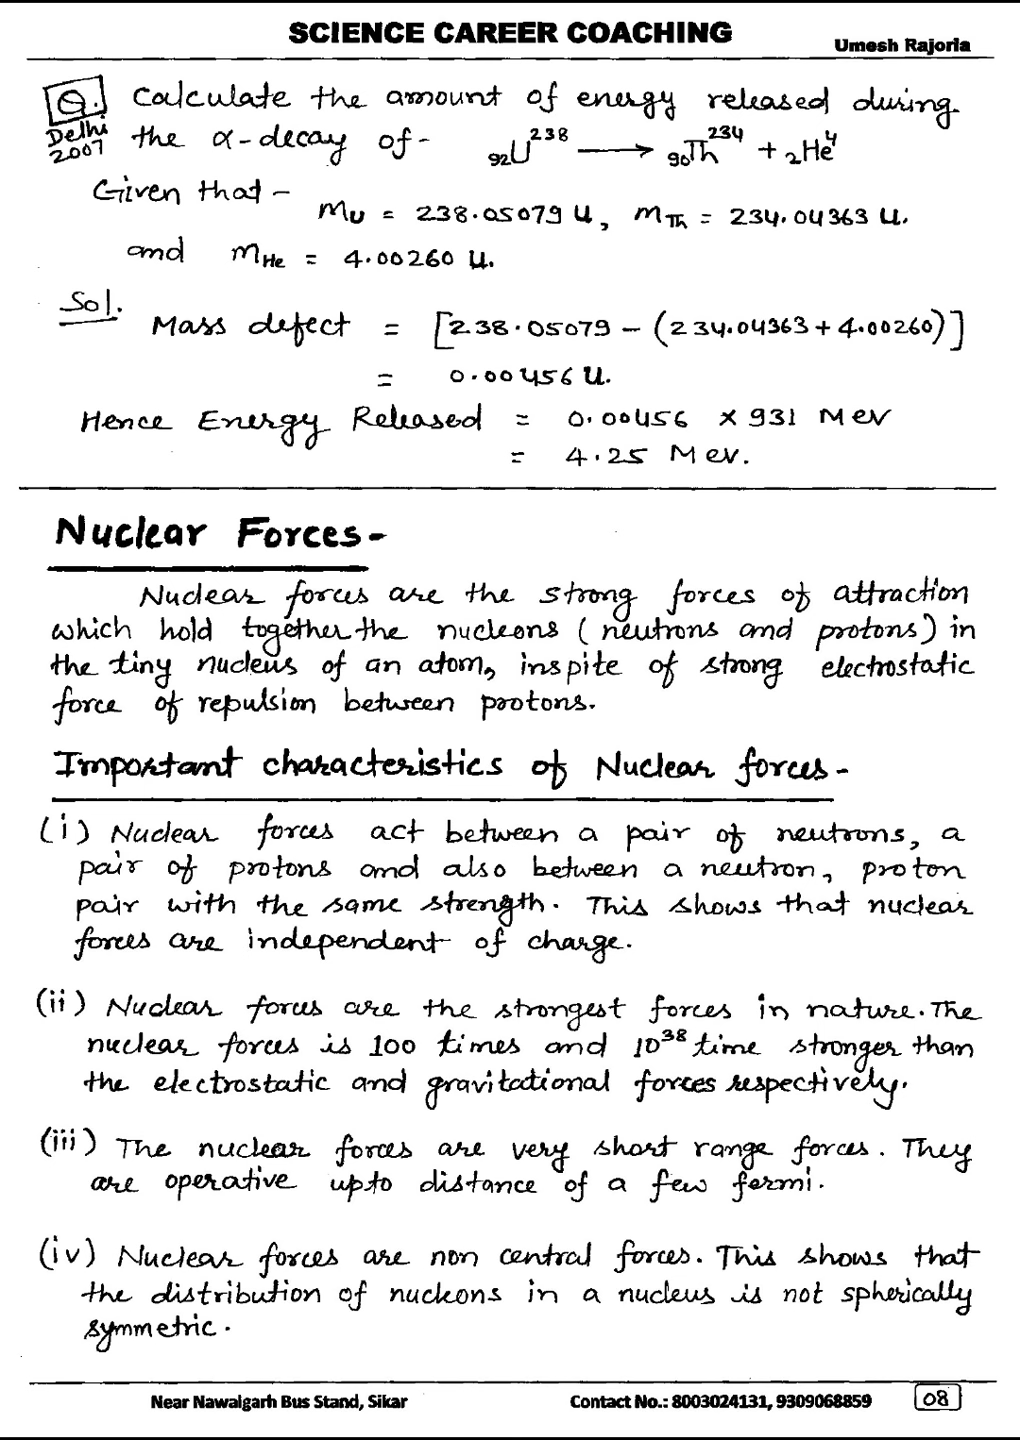 SCIENCE CAREER COACHING
Umesh Rajoria
Q. Calculate the amount of energy released during
Delhi 2007 the α-decay of- ₉₂U²³⁸ ⟶ ₉₀Th²³⁴ + ₂He⁴
Given that - m_U = 238.05079 u, m_Th = 234.04363 u.
and m_He = 4.00260 u.
Sol. Mass defect = [238.05079 - (234.04363 + 4.00260)]
= 0.00456 u.
Hence Energy Released = 0.00456 × 931 Mev
= 4.25 Mev.
Nuclear Forces-
Nuclear forces are the strong forces of attraction
which hold together the nucleons (neutrons and protons) in
the tiny nucleus of an atom, inspite of strong electrostatic
force of repulsion between protons.
Important characteristics of Nuclear forces-
(i) Nuclear forces act between a pair of neutrons, a
pair of protons and also between a neutron, proton
pair with the same strength. This shows that nuclear
forces are independent of charge.
(ii) Nuclear forces are the strongest forces in nature. The
nuclear forces is 100 times and 10³⁸ time stronger than
the electrostatic and gravitational forces respectively.
(iii) The nuclear forces are very short range forces. They
are operative upto distance of a few fermi.
(iv) Nuclear forces are non central forces. This shows that
the distribution of nucleons in a nucleus is not spherically
symmetric.
Near Nawalgarh Bus Stand, Sikar Contact No.: 8003024131, 9309068859 08